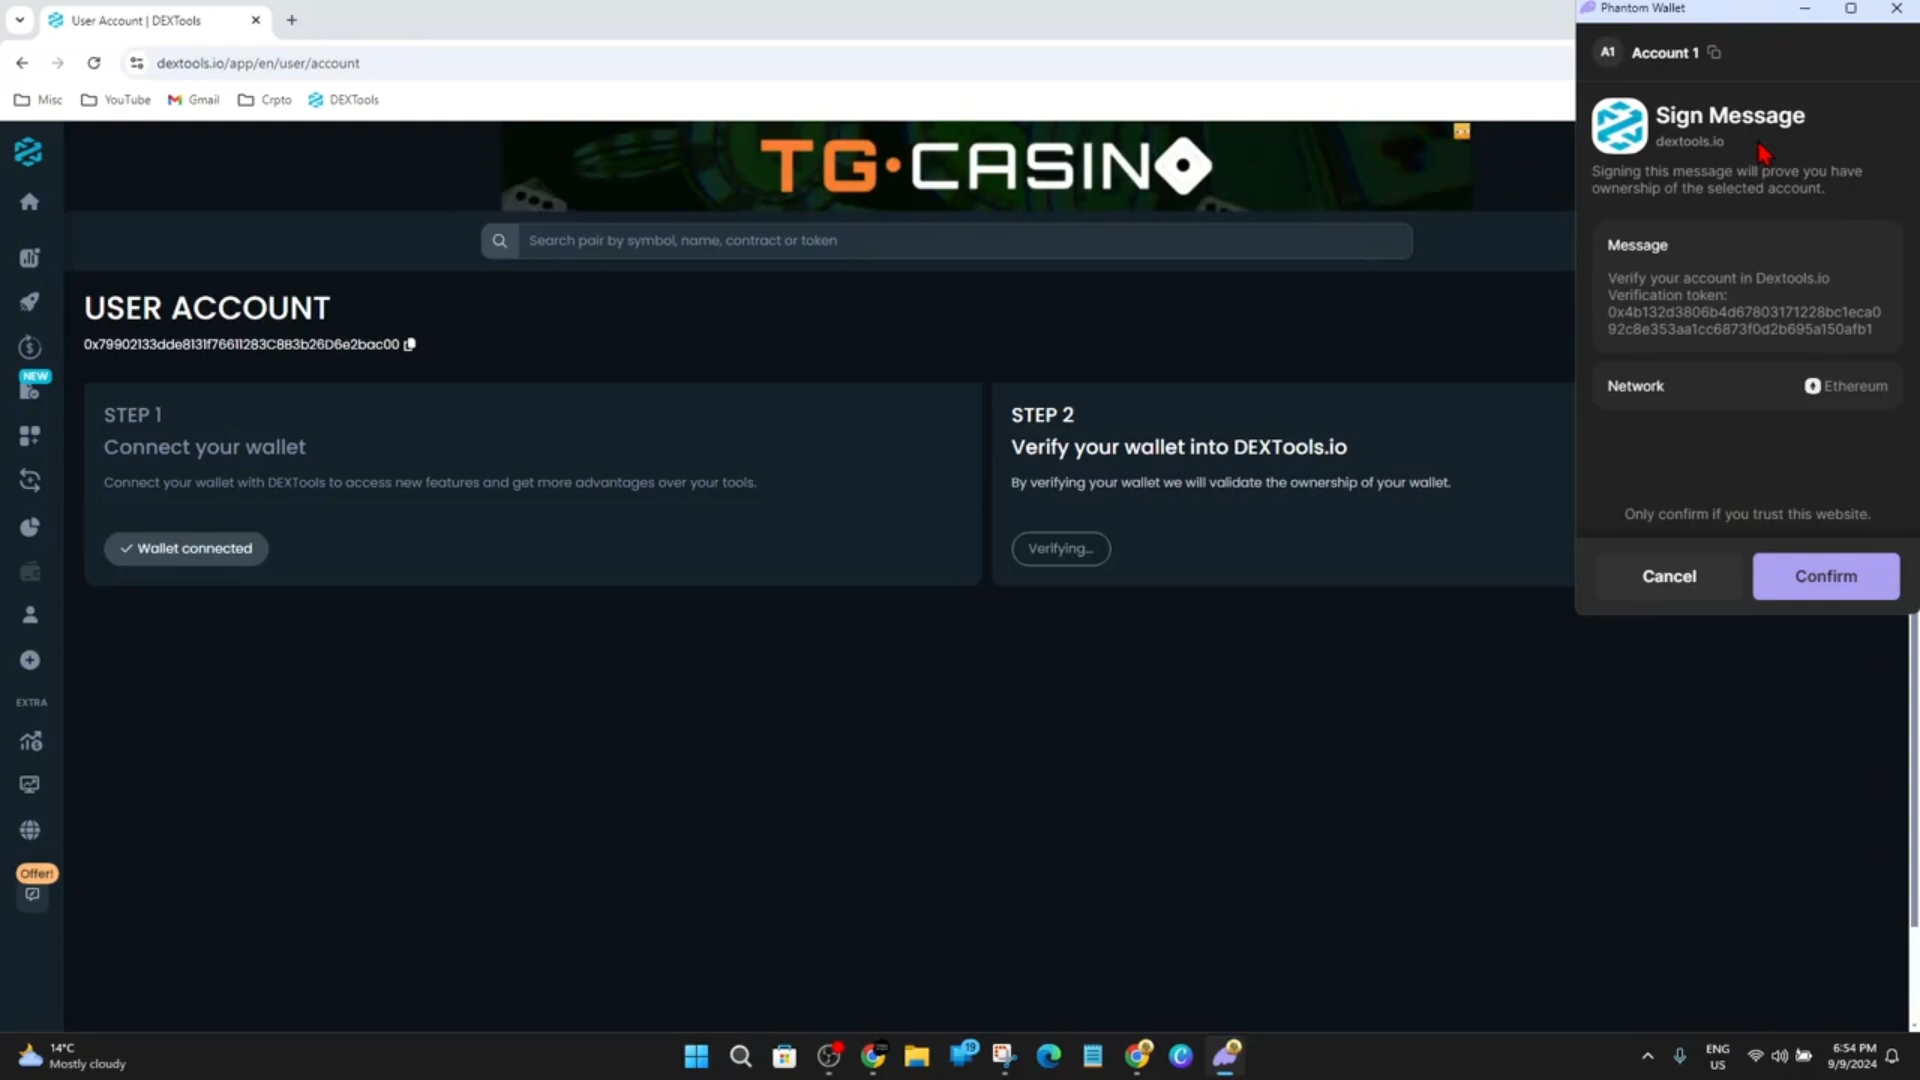 User Account | DEXTools
Phantom Wallet
dextools.io/app/en/user/account
Misc
YouTube
Gmail
Crpto
DEXTools
A1
Account 1
Sign Message
dextools.io
Signing this message will prove you have
ownership of the selected account.
TG•CASINO
Search pair by symbol, name, contract or token
Message
Verify your account in Dextools.io
Verification token:
0x4b132d3806b4d67803171228bc1eca0
92c8e353aa1cc6873f0d2b695a150afb1
Network
Ethereum
USER ACCOUNT
0x79902133dde8131f76611283C8B3b26D6e2bac00
NEW
STEP 1
Connect your wallet
Connect your wallet with DEXTools to access new features and get more advantages over your tools.
✓ Wallet connected
STEP 2
Verify your wallet into DEXTools.io
By verifying your wallet we will validate the ownership of your wallet.
Verifying...
Only confirm if you trust this website.
Cancel
Confirm
EXTRA
Offer!
14°C
Mostly cloudy
19
ENG
US
6:54 PM
9/9/2024